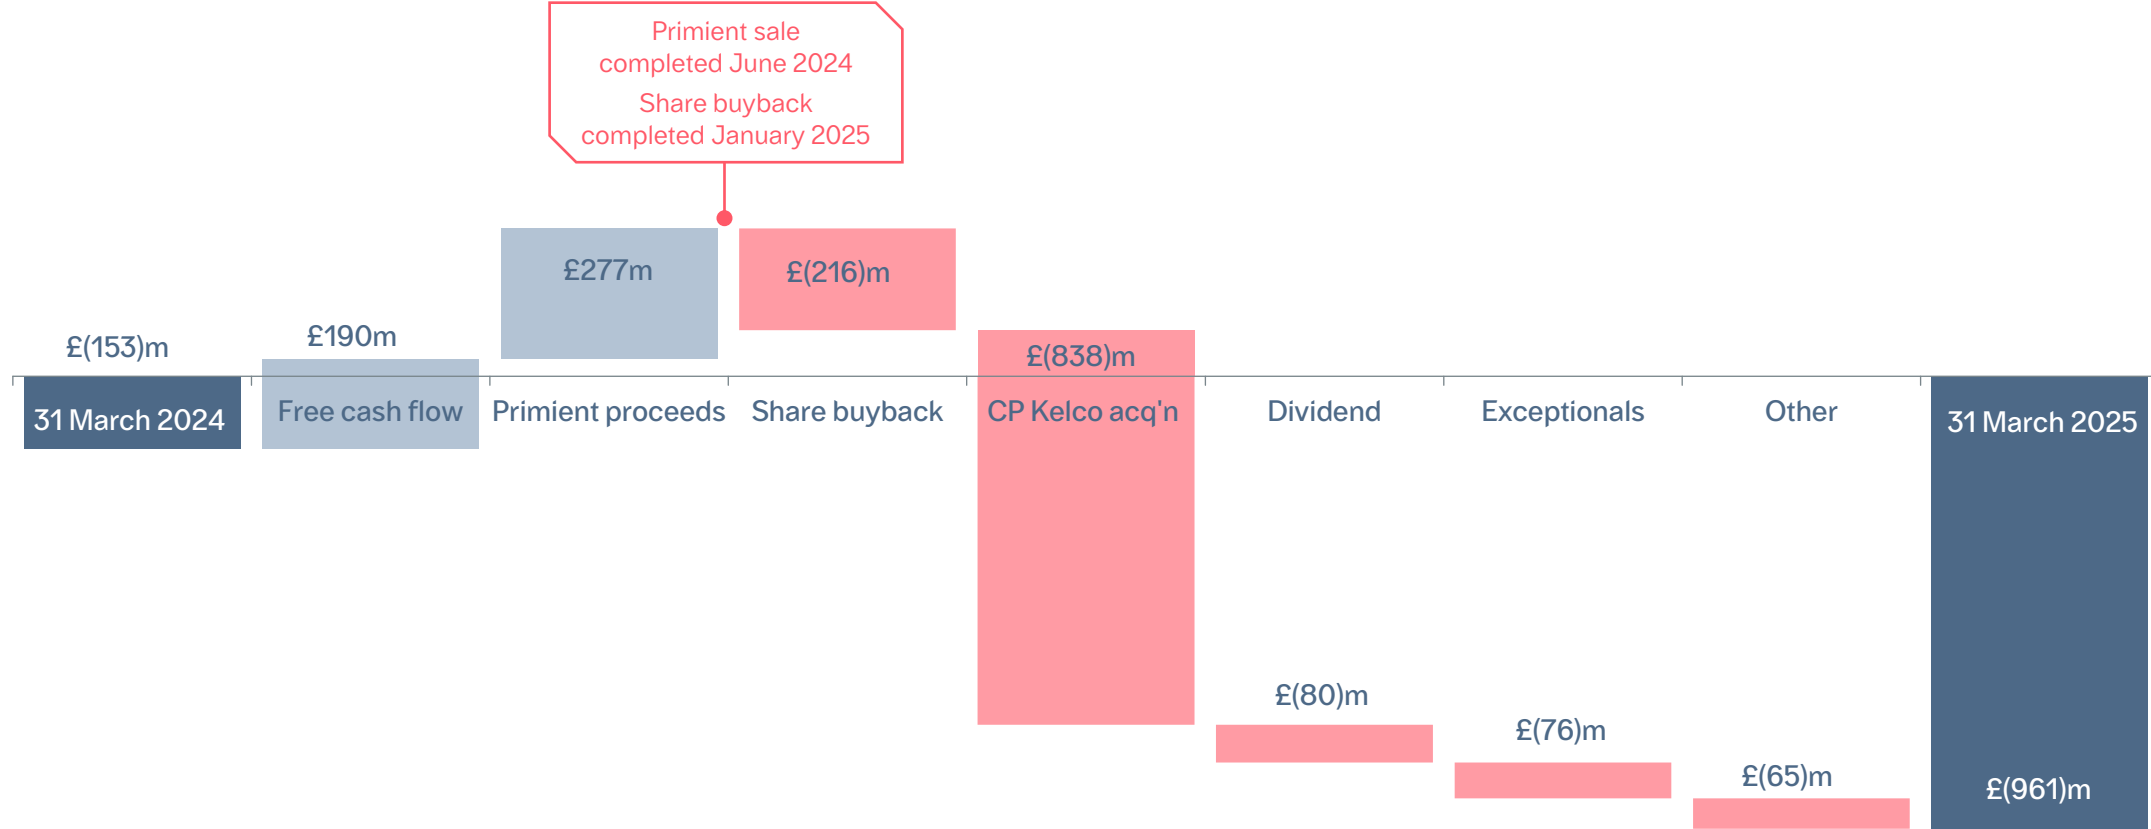 Primient sale
completed June 2024
Share buyback
completed January 2025
£(153)m
£190m
£277m
£(216)m
£(838)m
31 March 2024
Free cash flow
Primient proceeds
Share buyback
CP Kelco acq'n
Dividend
Exceptionals
Other
31 March 2025
£(80)m
£(76)m
£(65)m
£(961)m